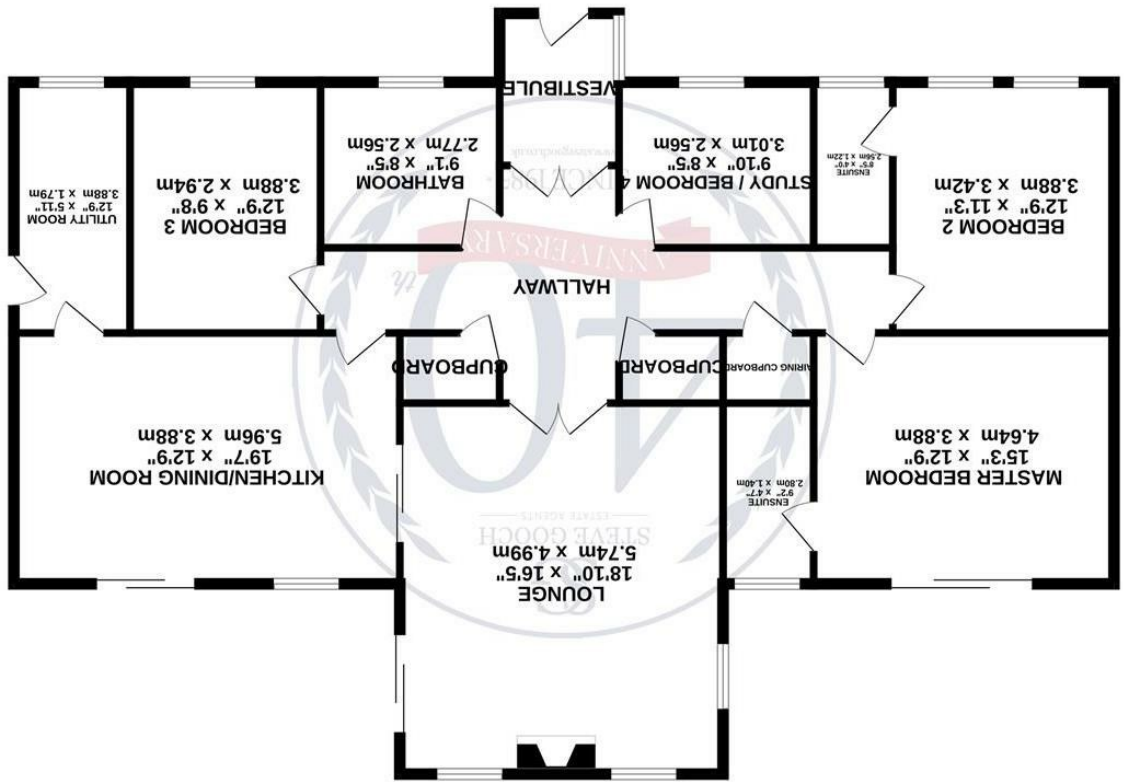 LOUNGE
18'10" x 16'5"
5.74m x 4.99m
STEVE GOOCH
ESTATE AGENTS
MASTER BEDROOM
15'3" x 12'9"
4.64m x 3.88m
ENSUITE
9'2" x 4'7"
2.80m x 1.40m
KITCHEN/DINING ROOM
19'7" x 12'9"
5.96m x 3.88m
AIRING CUPBOARD
CUPBOARD
CUPBOARD
40th
HALLWAY
ANNIVERSARY
BEDROOM 2
12'9" x 11'3"
3.88m x 3.42m
ENSUITE
8'5" x 4'0"
2.56m x 1.22m
STUDY / BEDROOM 4
9'10" x 8'5"
3.01m x 2.56m
SINCE
VESTIBULE
BATHROOM
9'1" x 8'5"
2.77m x 2.56m
BEDROOM 3
12'9" x 9'8"
3.88m x 2.94m
UTILITY ROOM
12'9" x 5'11"
3.88m x 1.79m